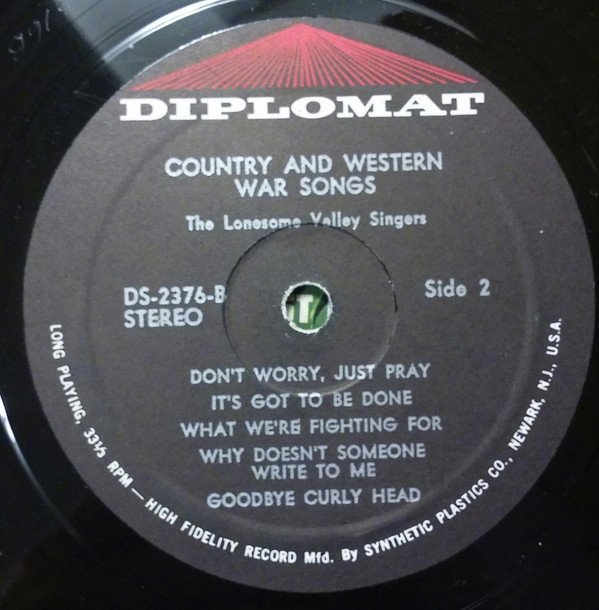 DIPLOMAT
COUNTRY AND WESTERN
WAR SONGS
The Lonesome Valley Singers
DS-2376-B
STEREO
Side 2
DON'T WORRY, JUST PRAY
IT'S GOT TO BE DONE
WHAT WE'RE FIGHTING FOR
WHY DOESN'T SOMEONE
WRITE TO ME
GOODBYE CURLY HEAD
LONG PLAYING, 33⅓ RPM — HIGH FIDELITY RECORD Mfd. By SYNTHETIC PLASTICS CO., NEWARK, N.J., U.S.A.
T